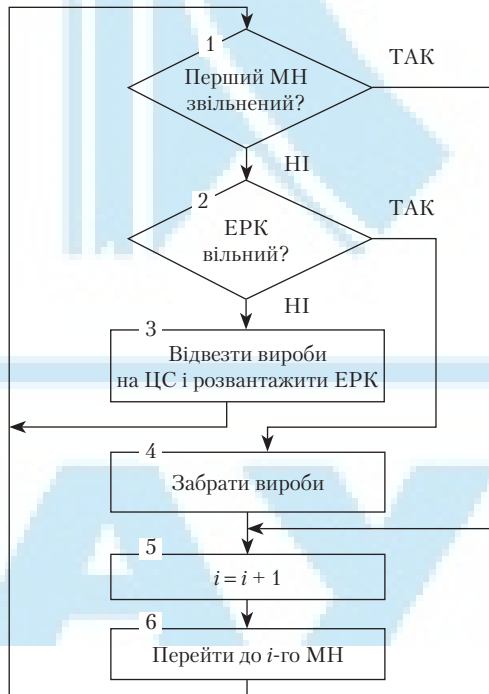 1
Перший МН
звільнений?
ТАК
НІ
2
ЕРК
вільний?
ТАК
НІ
3
Відвезти вироби
на ЦС і розвантажити ЕРК
4
Забрати вироби
5
i = i + 1
6
Перейти до i-го МН